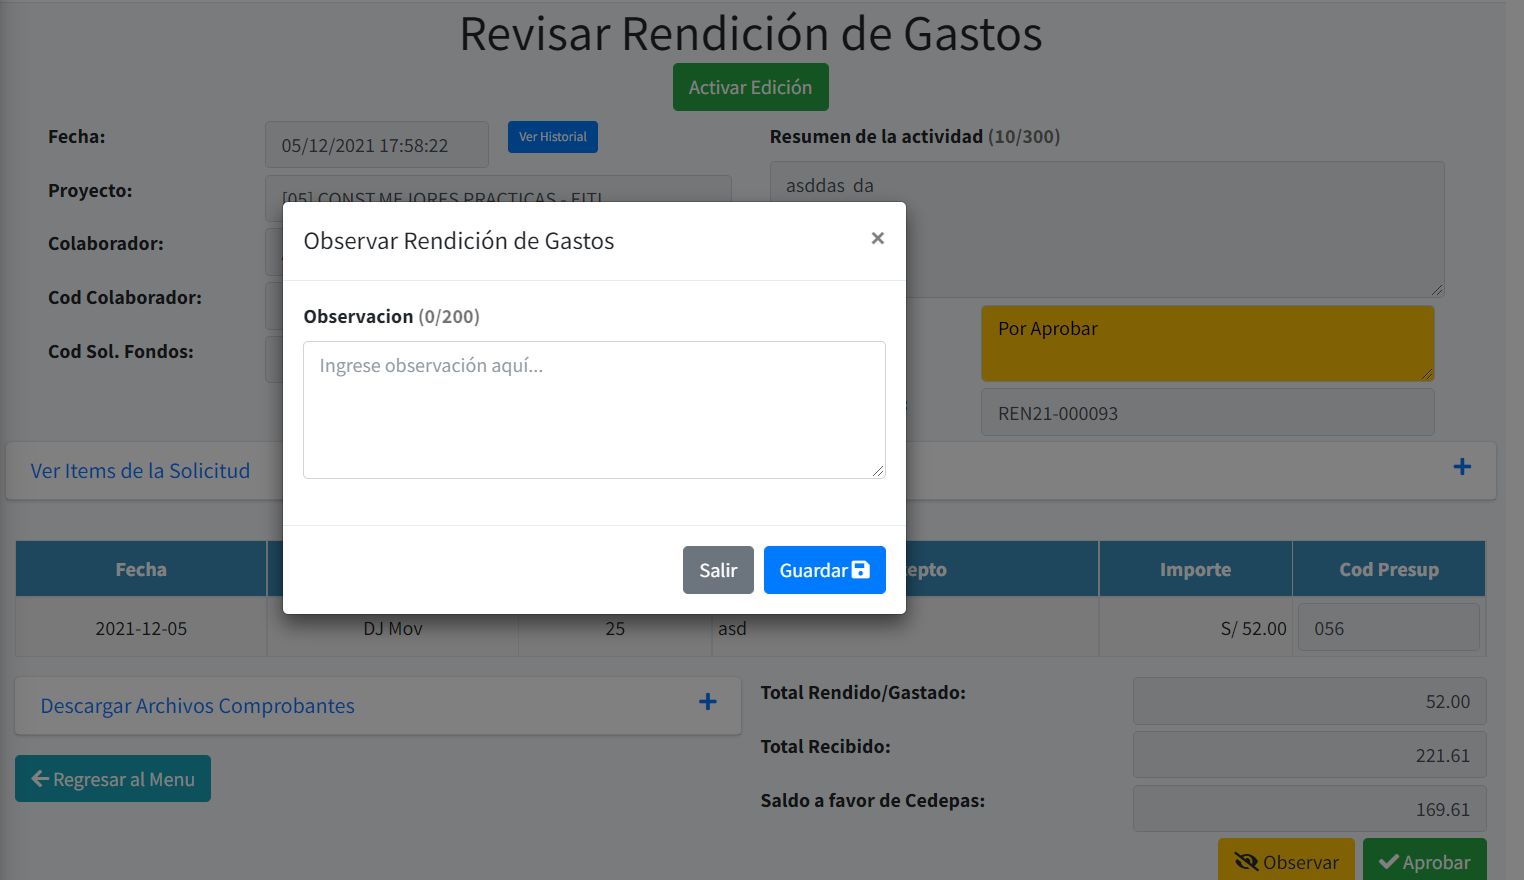 Revisar Rendición de Gastos
Activar Edición
Fecha:
05/12/2021 17:58:22
Ver Historial
Resumen de la actividad (10/300)
asddas  da
Proyecto:
[05] CONST.MEJORES PRACTICAS - EITI
Colaborador:
Cod Colaborador:
Cod Sol. Fondos:
Por Aprobar
REN21-000093
Observar Rendición de Gastos
×
Observacion (0/200)
Ingrese observación aquí...
Salir
Guardar
Ver Items de la Solicitud
+
Fecha
cepto
Importe
Cod Presup
2021-12-05
DJ Mov
25
asd
S/ 52.00
056
Descargar Archivos Comprobantes
+
Regresar al Menu
Total Rendido/Gastado:
52.00
Total Recibido:
221.61
Saldo a favor de Cedepas:
169.61
Observar
Aprobar